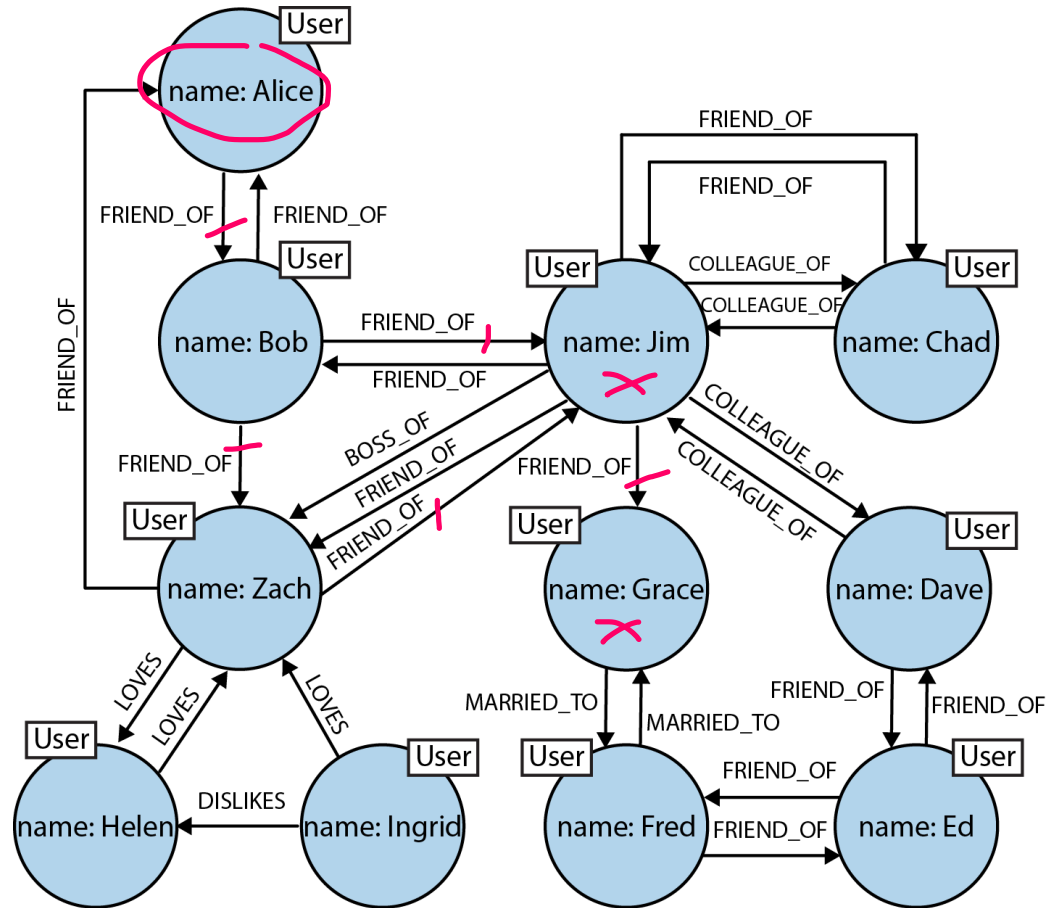 User
name: Alice
FRIEND_OF
FRIEND_OF
FRIEND_OF
FRIEND_OF
FRIEND_OF
User
name: Bob
User
name: Jim
User
name: Chad
COLLEAGUE_OF
COLLEAGUE_OF
FRIEND_OF
FRIEND_OF
FRIEND_OF
BOSS_OF
FRIEND_OF
FRIEND_OF
FRIEND_OF
COLLEAGUE_OF
COLLEAGUE_OF
User
name: Zach
User
name: Grace
User
name: Dave
LOVES
LOVES
LOVES
MARRIED_TO
MARRIED_TO
FRIEND_OF
FRIEND_OF
User
name: Helen
DISLIKES
User
name: Ingrid
User
name: Fred
FRIEND_OF
FRIEND_OF
User
name: Ed